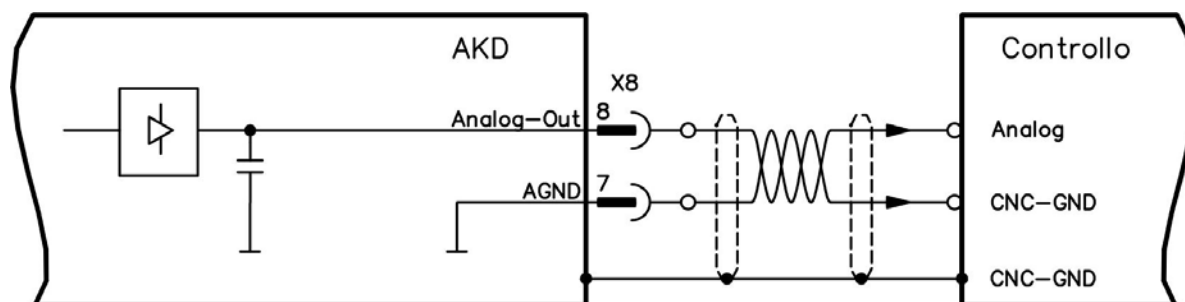 AKD
Controllo
X8
Analog-Out
8
Analog
AGND
7
CNC-GND
CNC-GND